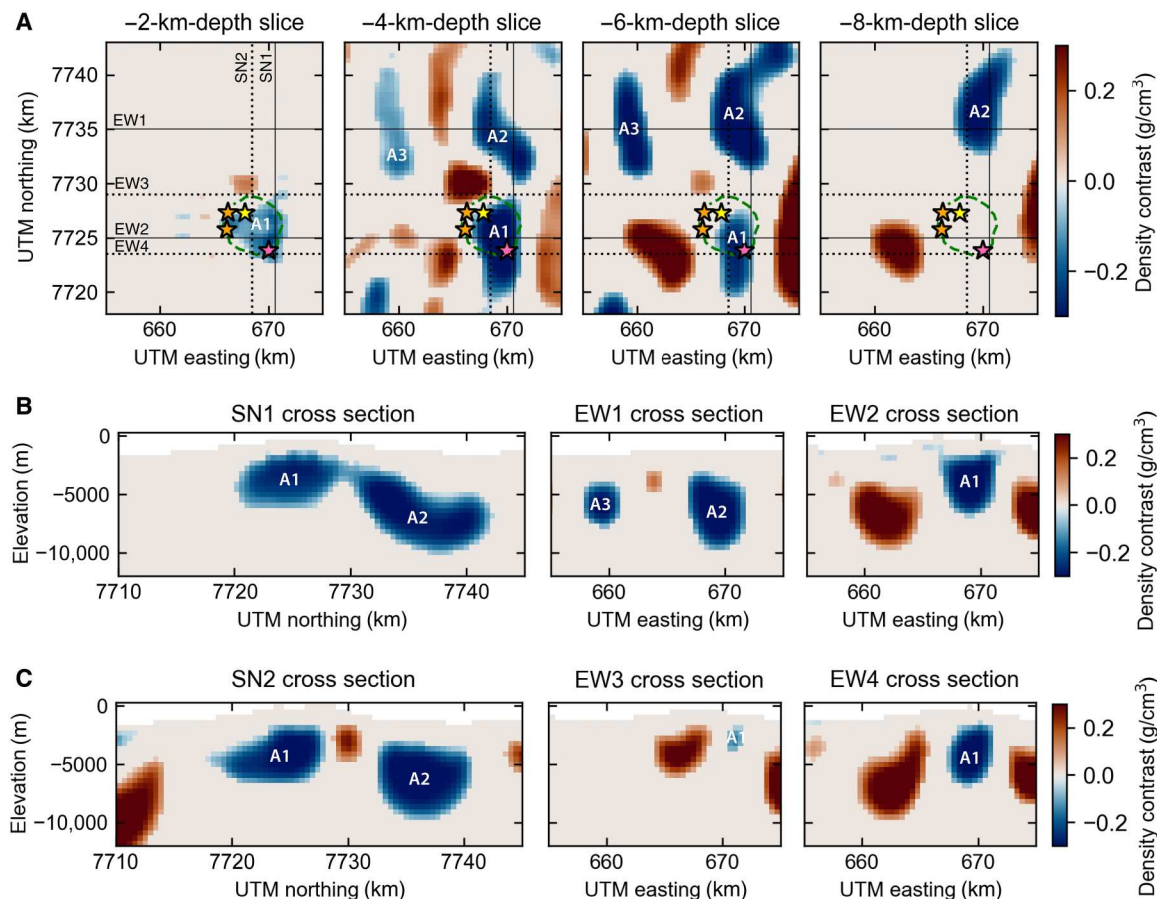 A
−2-km-depth slice
−4-km-depth slice
−6-km-depth slice
−8-km-depth slice
UTM northing (km)
7740
7735
7730
7725
7720
SN2
SN1
EW1
EW3
EW2
EW4
A1
A3
A2
A1
A3
A2
A1
A2
660 670
660 670
660 670
660 670
UTM easting (km)
UTM easting (km)
UTM easting (km)
UTM easting (km)
0.2
0.0
−0.2
Density contrast (g/cm³)
B
SN1 cross section
EW1 cross section
EW2 cross section
Elevation (m)
0
−5000
−10,000
A1
A2
A3
A2
A1
7710 7720 7730 7740
660 670
660 670
UTM northing (km)
UTM easting (km)
UTM easting (km)
0.2
0.0
−0.2
Density contrast (g/cm³)
C
SN2 cross section
EW3 cross section
EW4 cross section
Elevation (m)
0
−5000
−10,000
A1
A2
A1
A1
7710 7720 7730 7740
660 670
660 670
UTM northing (km)
UTM easting (km)
UTM easting (km)
0.2
0.0
−0.2
Density contrast (g/cm³)